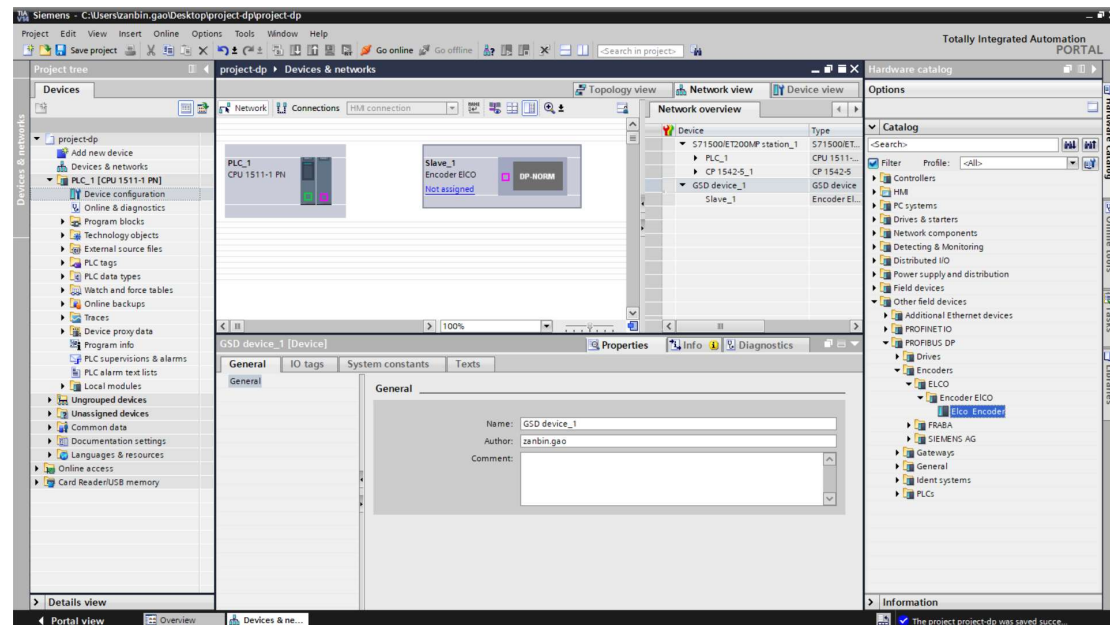 Siemens - C:\Users\zanbin.gao\Desktop\project-dp\project-dp
Project Edit View Insert Online Options Tools Window Help
Totally Integrated Automation
PORTAL
Save project Go online Go offline <Search in project>
Project tree
Devices
project-dp
Add new device
Devices & networks
PLC_1 [CPU 1511-1 PN]
Device configuration
Online & diagnostics
Program blocks
Technology objects
External source files
PLC tags
PLC data types
Watch and force tables
Online backups
Traces
Device proxy data
Program info
PLC supervisions & alarms
PLC alarm text lists
Local modules
Ungrouped devices
Unassigned devices
Common data
Documentation settings
Languages & resources
Online access
Card Reader/USB memory
Details view
Devices & networks
project-dp Devices & networks
Topology view Network view Device view
Network Connections HMI connection
PLC_1
CPU 1511-1 PN
Slave_1
Encoder ElCO
Not assigned
DP-NORM
100%
Network overview
Device Type
S71500/ET200MP station_1 S71500/ET...
PLC_1 CPU 1511-...
CP 1542-5_1 CP 1542-5
GSD device_1 GSD device
Slave_1 Encoder El...
GSD device_1 [Device]
Properties Info Diagnostics
General IO tags System constants Texts
General
General
Name: GSD device_1
Author: zanbin.gao
Comment:
Hardware catalog
Options
Catalog
<Search>
Filter Profile: <All>
Controllers
HMI
PC systems
Drives & starters
Network components
Detecting & Monitoring
Distributed I/O
Power supply and distribution
Field devices
Other field devices
Additional Ethernet devices
PROFINET IO
PROFIBUS DP
Drives
Encoders
ELCO
Encoder ElCO
Elco Encoder
FRABA
SIEMENS AG
Gateways
General
Ident systems
PLCs
Information
Portal view Overview Devices & ne...
The project project-dp was saved succe...